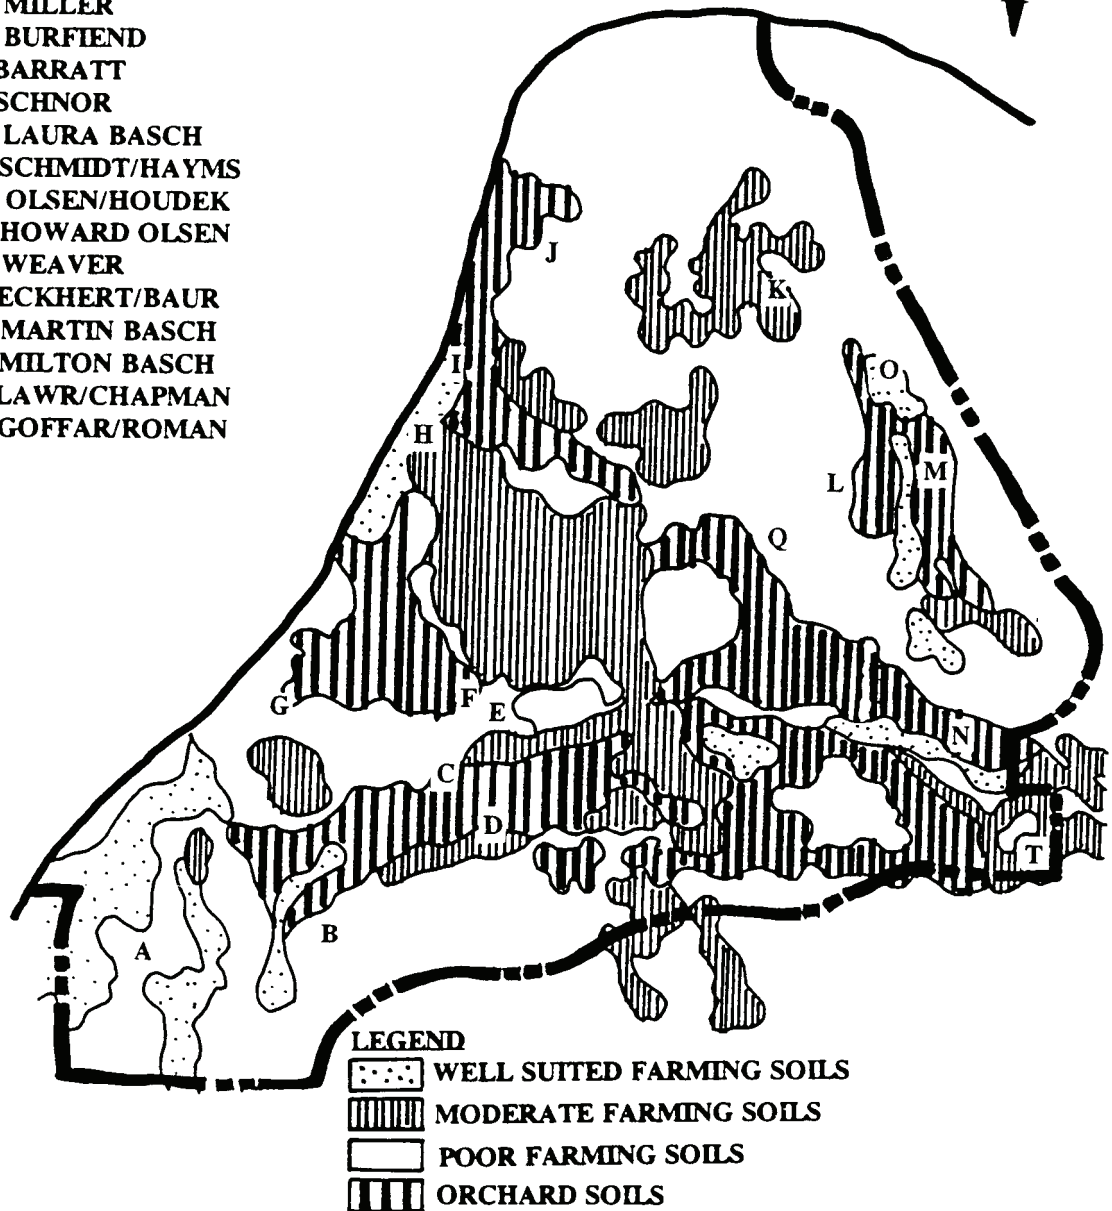 MILLER
BURFIEND
BARRATT
SCHNOR
LAURA BASCH
SCHMIDT/HAYMS
OLSEN/HOUDEK
HOWARD OLSEN
WEAVER
ECKHERT/BAUR
MARTIN BASCH
MILTON BASCH
LAWR/CHAPMAN
GOFFAR/ROMAN
J
K
I
O
H
L
M
Q
G
F
E
N
C
D
T
B
A
LEGEND
WELL SUITED FARMING SOILS
MODERATE FARMING SOILS
POOR FARMING SOILS
ORCHARD SOILS